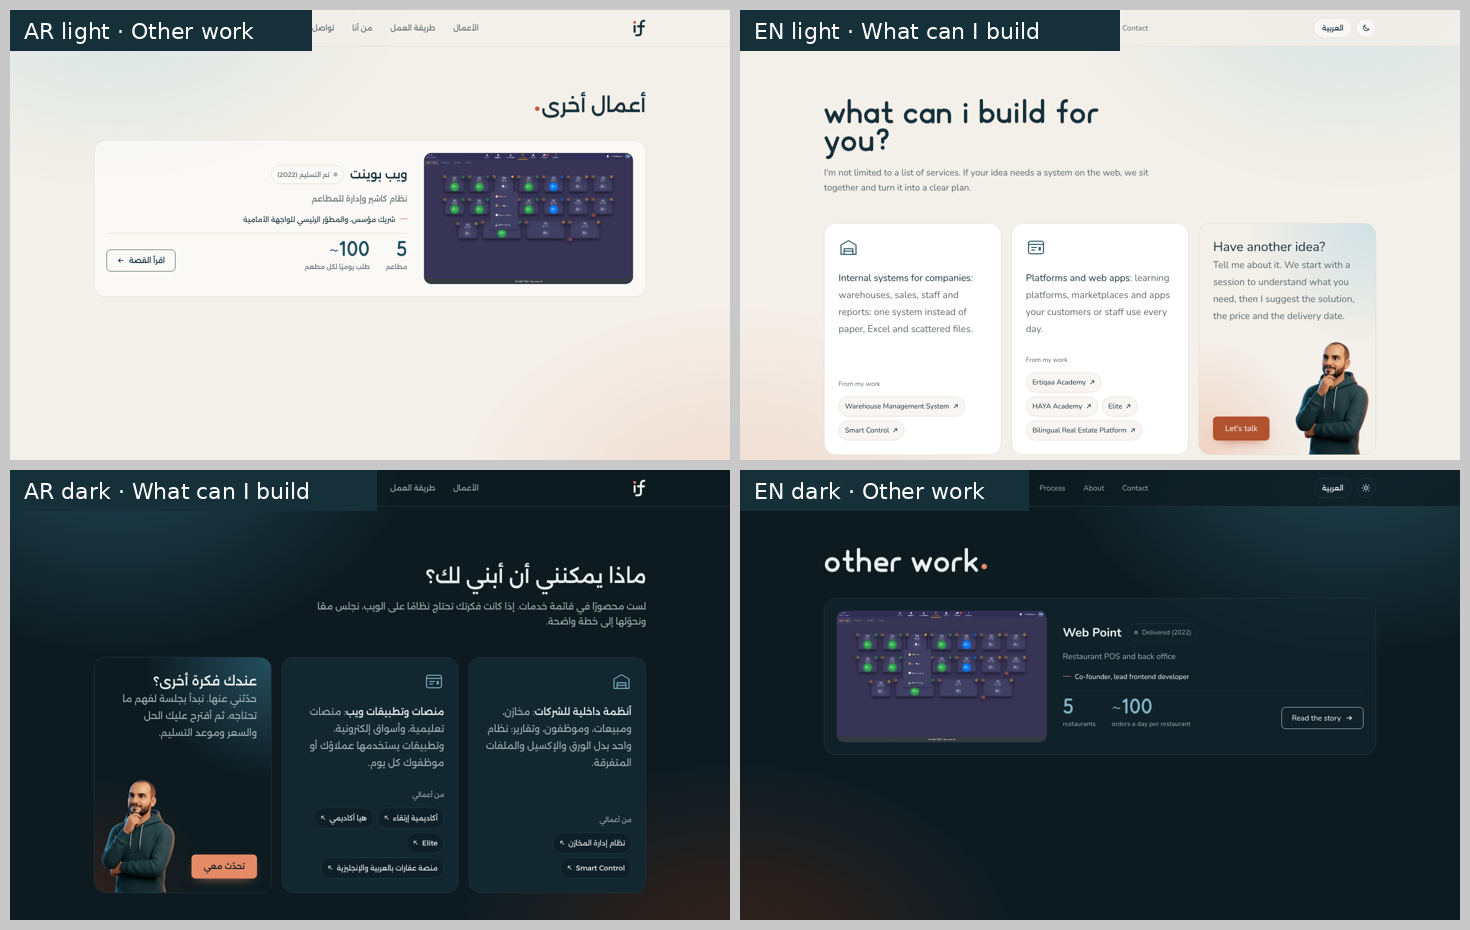 AR light · Other work
الأعمال
طريقة العمل
من أنا
تواصل
if
أعمال أخرى.
ويب بوينت
تم التسليم (2022)
نظام كاشير وإدارة للمطاعم
شريك مؤسس، والمطوّر الرئيسي للواجهة الأمامية
5
مطاعم
~100
طلب يوميًا لكل مطعم
اقرأ القصة ←
EN light · What can I build
Contact
العربية
what can i build for
you?
I'm not limited to a list of services. If your idea needs a system on the web, we sit
together and turn it into a clear plan.
Internal systems for companies:
warehouses, sales, staff and
reports: one system instead of
paper, Excel and scattered files.
From my work
Warehouse Management System ↗
Smart Control ↗
Platforms and web apps: learning
platforms, marketplaces and apps
your customers or staff use every
day.
From my work
Ertiqaa Academy ↗
HAYA Academy ↗
Elite ↗
Bilingual Real Estate Platform ↗
Have another idea?
Tell me about it. We start with a
session to understand what you
need, then I suggest the solution,
the price and the delivery date.
Let's talk
AR dark · What can I build
الأعمال
طريقة العمل
if
ماذا يمكنني أن أبني لك؟
لست محصورًا في قائمة خدمات. إذا كانت فكرتك تحتاج نظامًا على الويب، نجلس معًا
ونحوّلها إلى خطة واضحة.
أنظمة داخلية للشركات: مخازن،
ومبيعات، وموظفون، وتقارير: نظام
واحد بدل الورق والإكسيل والملفات
المتفرقة.
من أعمالي
نظام إدارة المخازن ↖
Smart Control ↖
منصات وتطبيقات ويب: منصات
تعليمية، وأسواق إلكترونية،
وتطبيقات يستخدمها عملاؤك أو
موظفوك كل يوم.
من أعمالي
أكاديمية إرتقاء ↖
هيا أكاديمي ↖
Elite ↖
منصة عقارات بالعربية والإنجليزية ↖
عندك فكرة أخرى؟
حدّثني عنها. نبدأ بجلسة لفهم ما
تحتاجه، ثم أقترح عليك الحل
والسعر وموعد التسليم.
تحدّث معي
EN dark · Other work
Process
About
Contact
العربية
other work.
Web Point
Delivered (2022)
Restaurant POS and back office
Co-founder, lead frontend developer
5
restaurants
~100
orders a day per restaurant
Read the story →